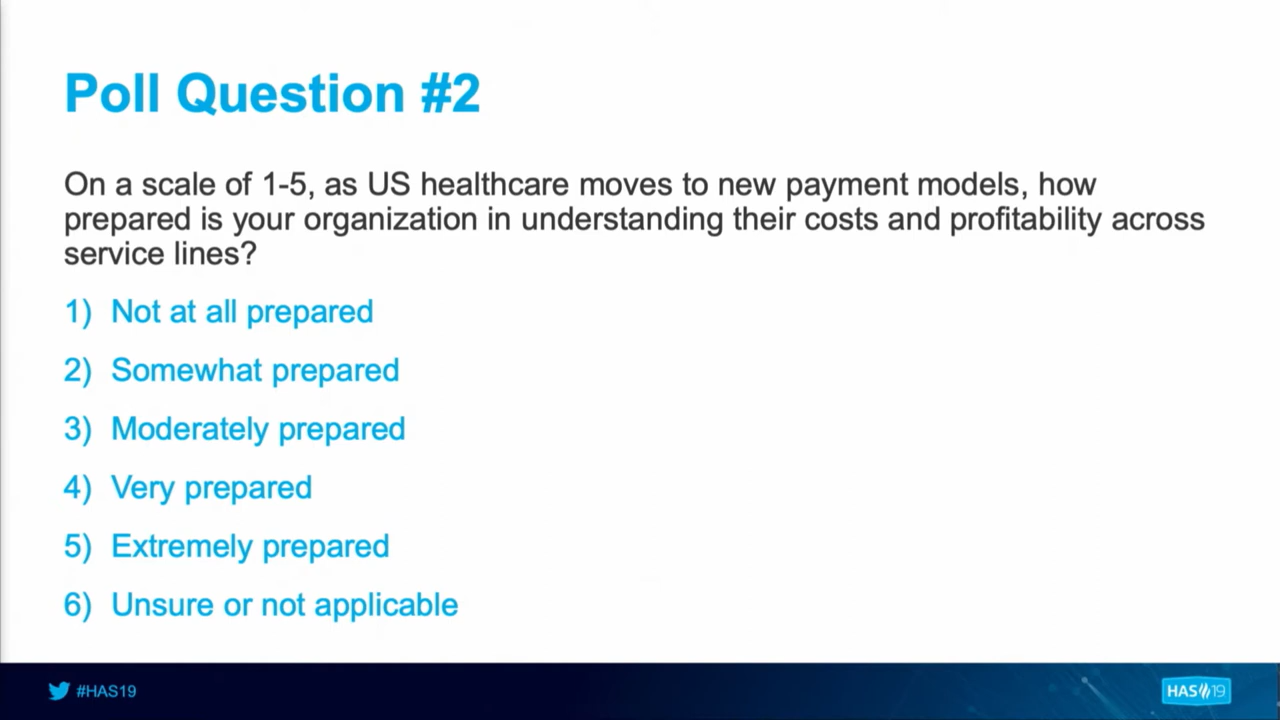 Poll Question #2
On a scale of 1-5, as US healthcare moves to new payment models, how
prepared is your organization in understanding their costs and profitability across
service lines?
1) Not at all prepared
2) Somewhat prepared
3) Moderately prepared
4) Very prepared
5) Extremely prepared
6) Unsure or not applicable
#HAS19
HAS 19